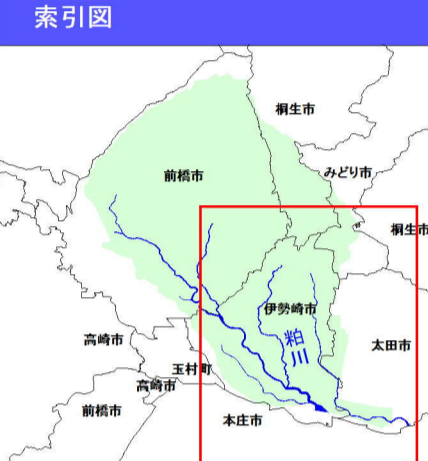 索引図
桐生市
前橋市
みどり市
桐生市
伊勢崎市
粕川
高崎市
太田市
玉村町
高崎市
前橋市
本庄市